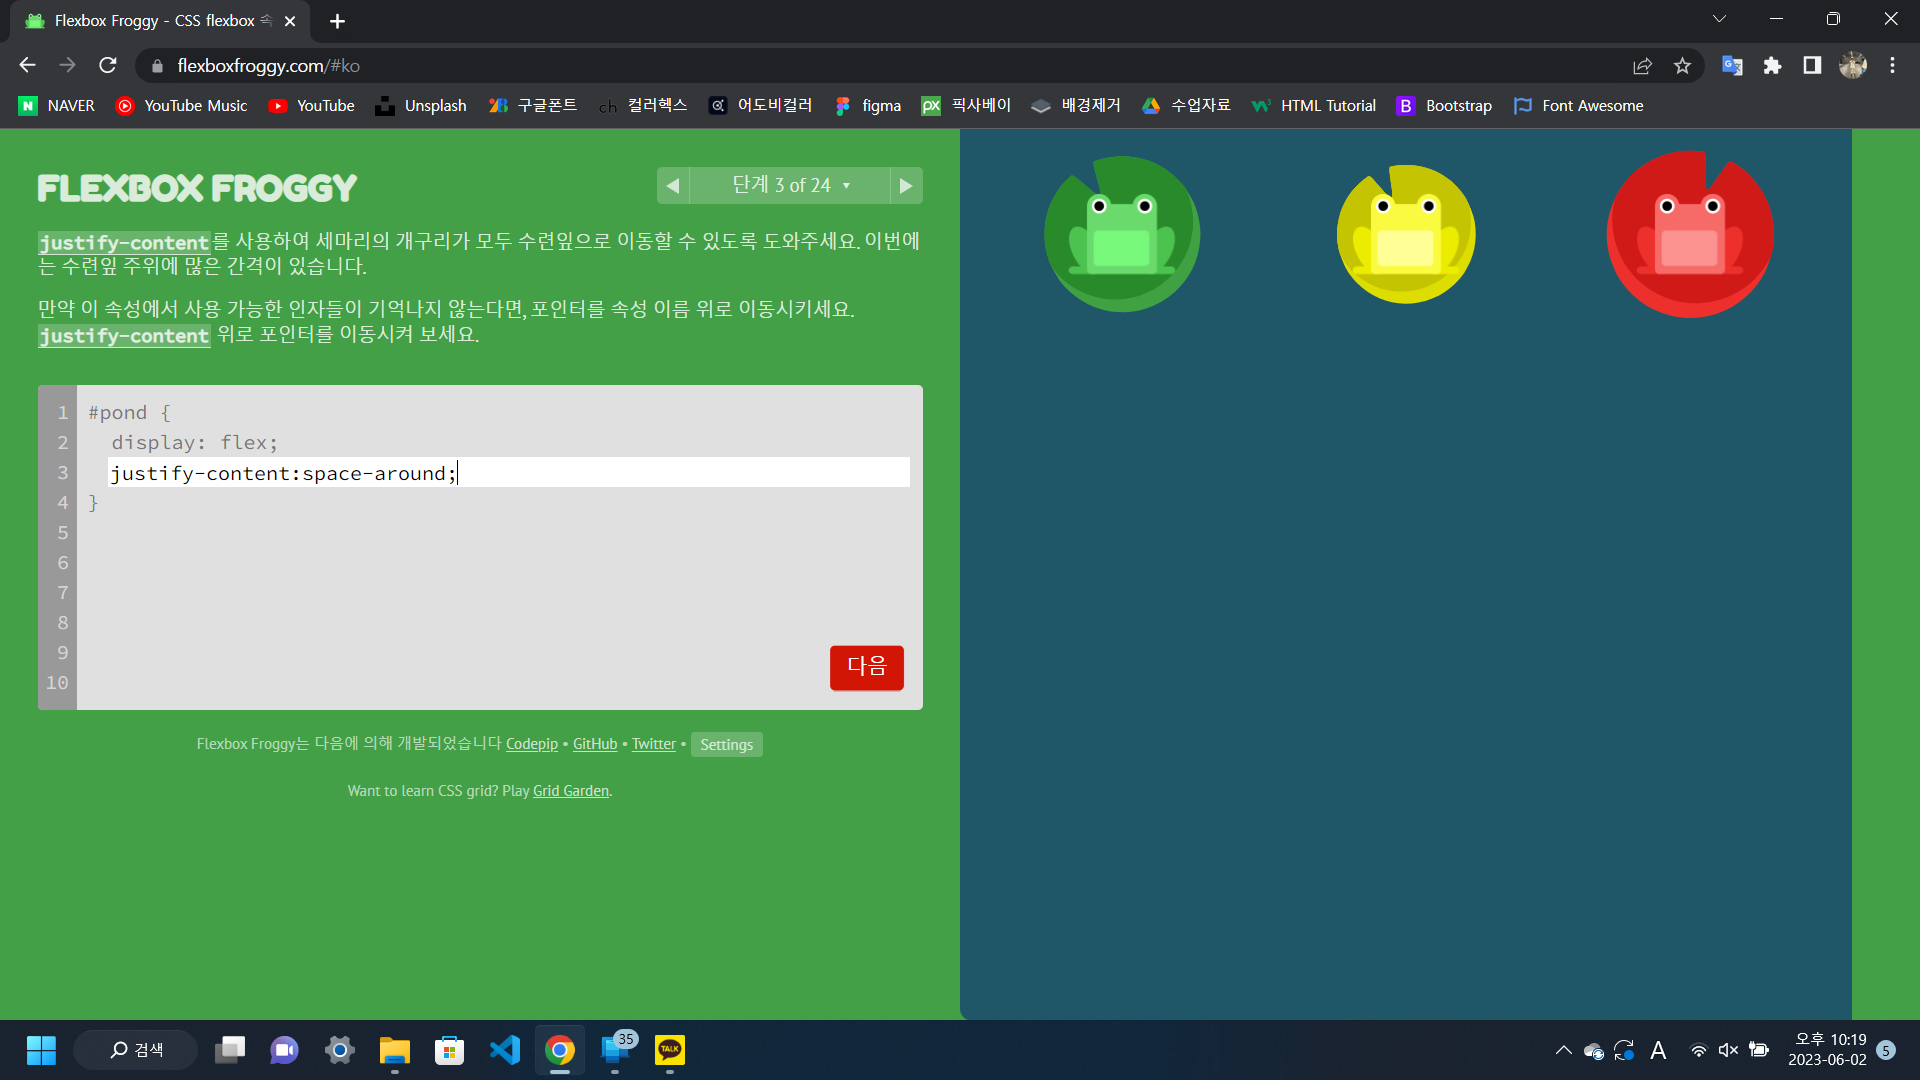 Flexbox Froggy - CSS flexbox 속
flexboxfroggy.com/#ko
NAVER YouTube Music YouTube Unsplash 구글폰트 ch 컬러헥스 어도비컬러 figma px 픽사베이 배경제거 수업자료 HTML Tutorial B Bootstrap Font Awesome
FLEXBOX FROGGY
단계 3 of 24
justify-content를 사용하여 세마리의 개구리가 모두 수련잎으로 이동할 수 있도록 도와주세요. 이번에
는 수련잎 주위에 많은 간격이 있습니다.
만약 이 속성에서 사용 가능한 인자들이 기억나지 않는다면, 포인터를 속성 이름 위로 이동시키세요.
justify-content 위로 포인터를 이동시켜 보세요.
1 #pond {
2 display: flex;
3 justify-content:space-around;
4 }
5
6
7
8
9
10
다음
Flexbox Froggy는 다음에 의해 개발되었습니다 Codepip • GitHub • Twitter • Settings
Want to learn CSS grid? Play Grid Garden.
검색
35
TALK
A
오후 10:19
2023-06-02
5